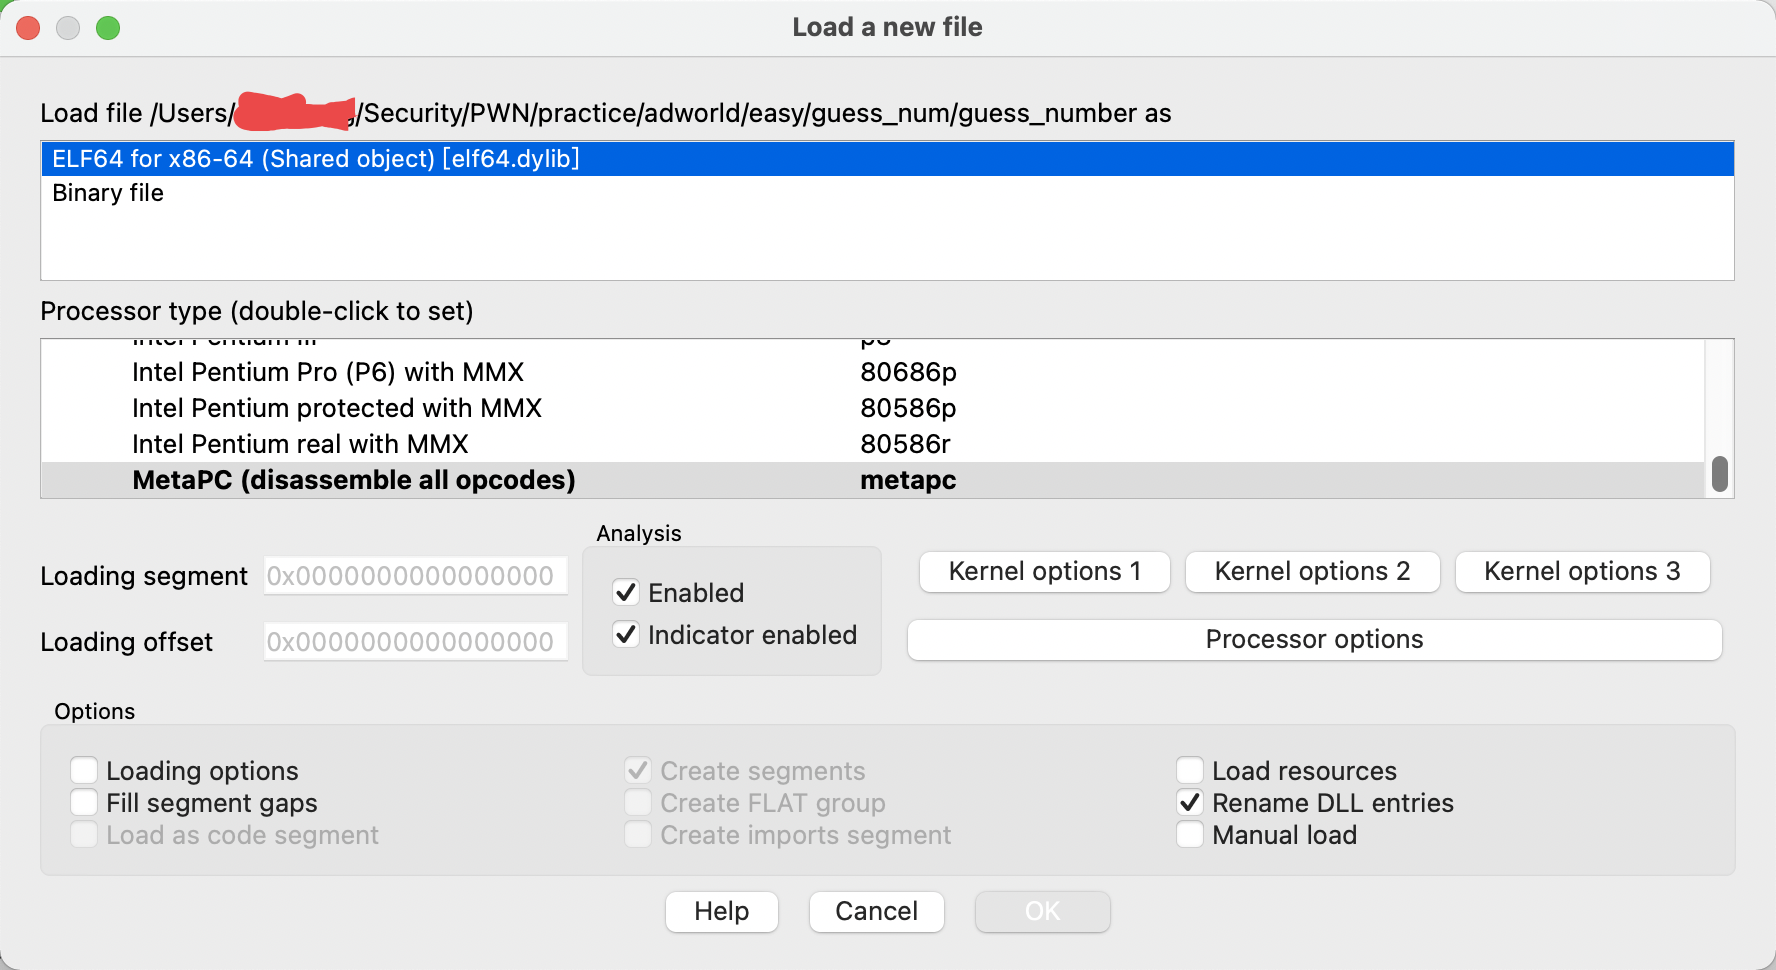 Load a new file
Load file /Users/ /Security/PWN/practice/adworld/easy/guess_num/guess_number as
ELF64 for x86-64 (Shared object) [elf64.dylib]
Binary file
Processor type (double-click to set)
Intel Pentium III p3
Intel Pentium Pro (P6) with MMX 80686p
Intel Pentium protected with MMX 80586p
Intel Pentium real with MMX 80586r
MetaPC (disassemble all opcodes) metapc
Analysis
Loading segment 0x0000000000000000
Enabled
Kernel options 1 Kernel options 2 Kernel options 3
Loading offset 0x0000000000000000
Indicator enabled
Processor options
Options
Loading options Create segments Load resources
Fill segment gaps Create FLAT group Rename DLL entries
Load as code segment Create imports segment Manual load
Help Cancel OK